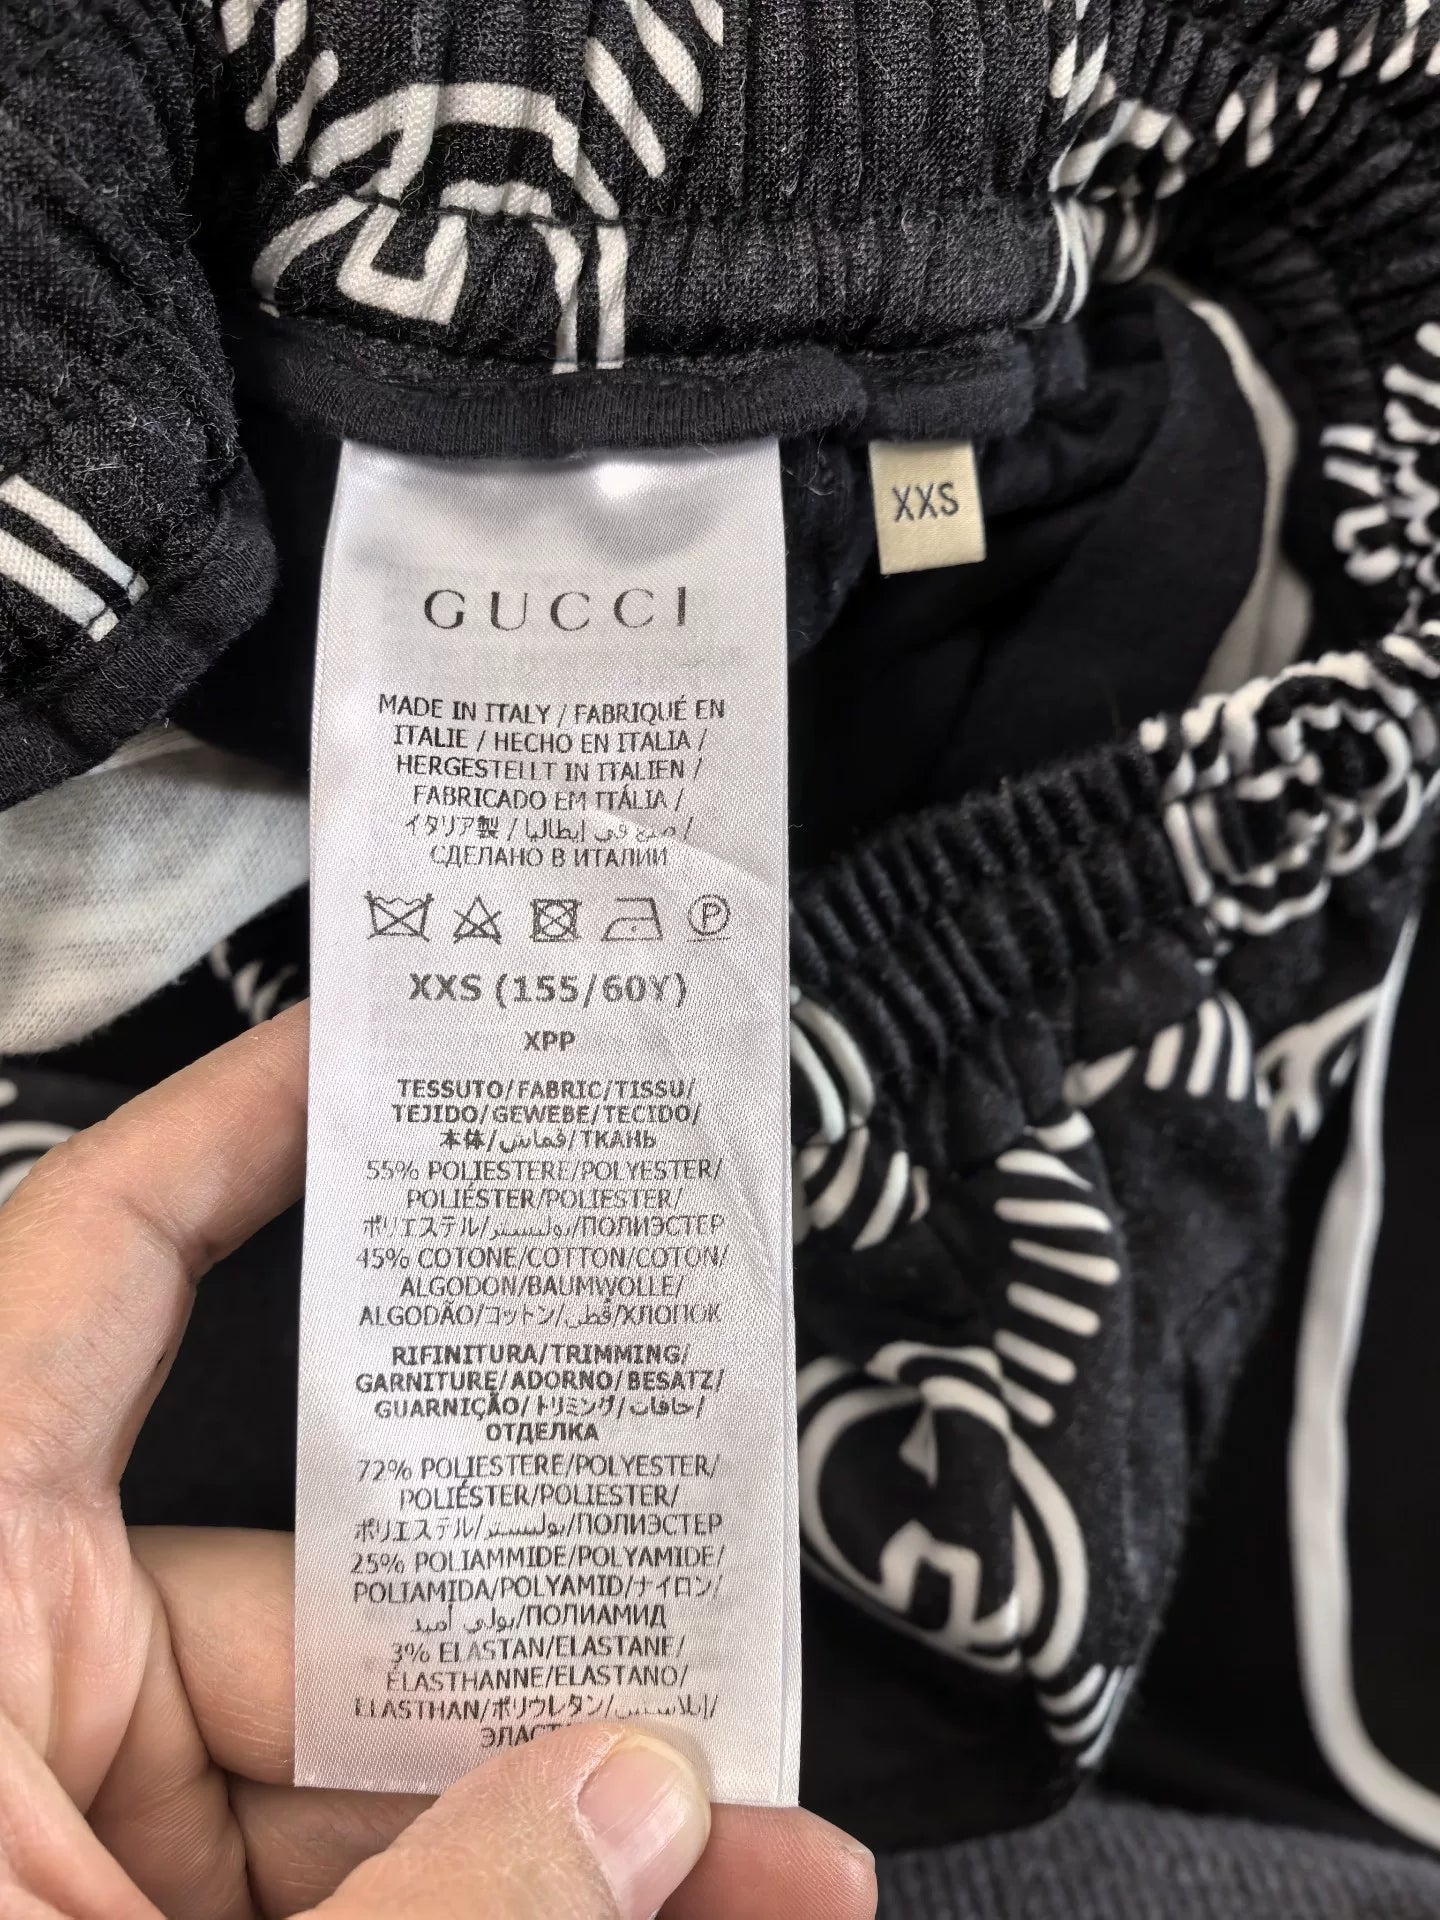 XXS
GUCCI
MADE IN ITALY / FABRIQUÉ EN
ITALIE / HECHO EN ITALIA /
HERGESTELLT IN ITALIEN /
FABRICADO EM ITÁLIA /
イタリア製 / صنع في إيطاليا /
СДЕЛАНО В ИТАЛИИ
P
XXS (155/60Y)
XPP
TESSUTO/FABRIC/TISSU/
TEJIDO/GEWEBE/TECIDO/
本体/قماش/ТКАНЬ
55% POLIESTERE/POLYESTER/
POLIÉSTER/POLIESTER/
ポリエステル/بوليستر/ПОЛИЭСТЕР
45% COTONE/COTTON/COTON/
ALGODON/BAUMWOLLE/
ALGODÃO/コットン/قطن/ХЛОПОК
RIFINITURA/TRIMMING/
GARNITURE/ADORNO/BESATZ/
GUARNIÇÃO/トリミング/حافات/
ОТДЕЛКА
72% POLIESTERE/POLYESTER/
POLIÉSTER/POLIESTER/
ポリエステル/بوليستر/ПОЛИЭСТЕР
25% POLIAMMIDE/POLYAMIDE/
POLIAMIDA/POLYAMID/ナイロン/
بولي أميد/ПОЛИАМИД
3% ELASTAN/ELASTANE/
ÉLASTHANNE/ELASTANO/
ELASTHAN/ポリウレタン/إيلاستين/